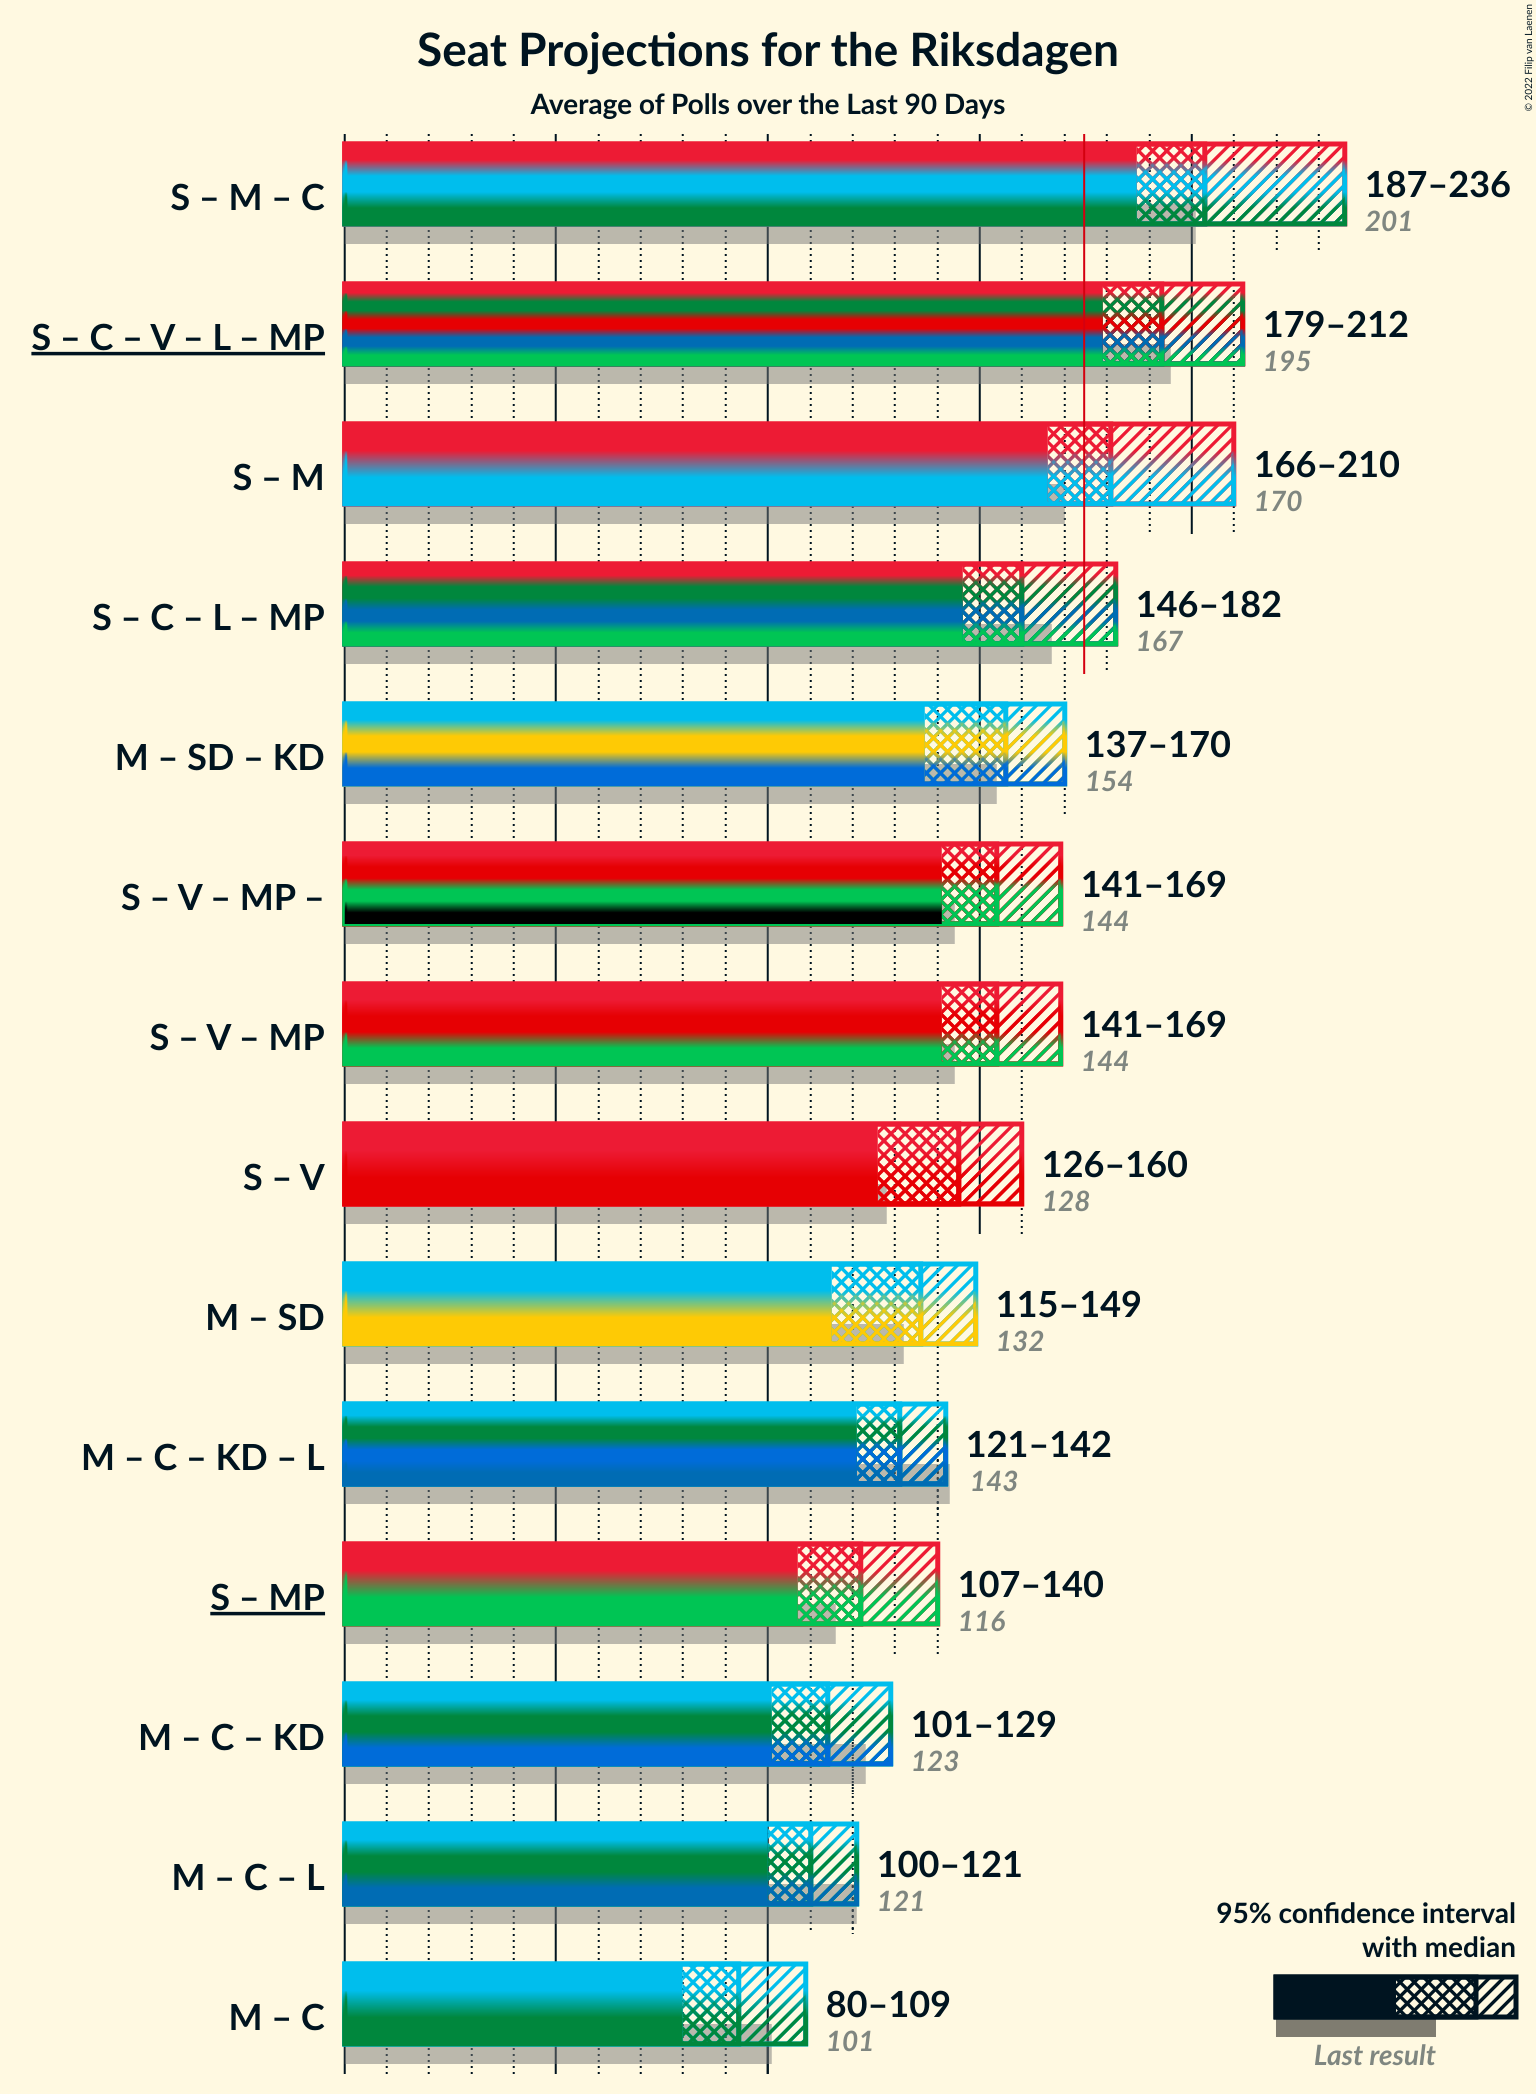 Seat Projections for the Riksdagen
Average of Polls over the Last 90 Days
© 2022 Filip van Laenen
S – M – C
187–236
201
S – C – V – L – MP
179–212
195
S – M
166–210
170
S – C – L – MP
146–182
167
M – SD – KD
137–170
154
S – V – MP –
141–169
144
S – V – MP
141–169
144
S – V
126–160
128
M – SD
115–149
132
M – C – KD – L
121–142
143
S – MP
107–140
116
M – C – KD
101–129
123
M – C – L
100–121
121
M – C
80–109
101
95% confidence interval
with median
Last result